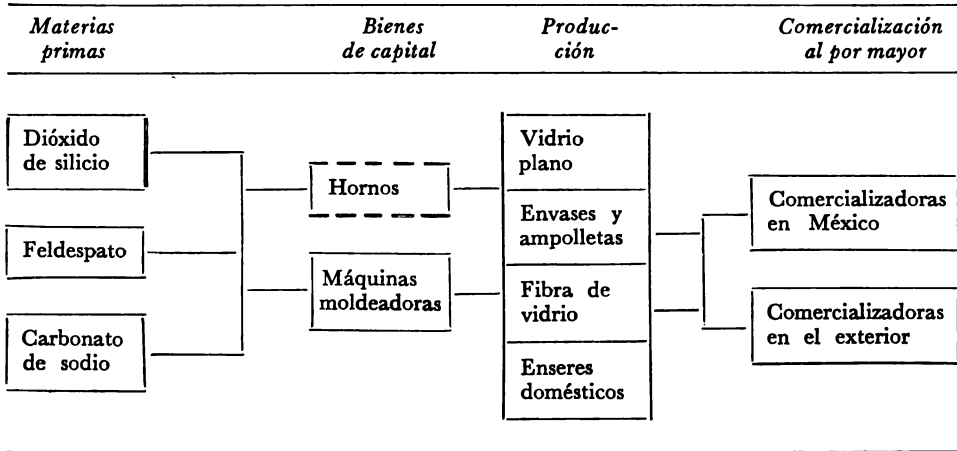 Materias
primas
Bienes
de capital
Produc-
ción
Comercialización
al por mayor
Dióxido
de silicio
Feldespato
Carbonato
de sodio
Hornos
Máquinas
moldeadoras
Vidrio
plano
Envases y
ampolletas
Fibra de
vidrio
Enseres
domésticos
Comercializadoras
en México
Comercializadoras
en el exterior